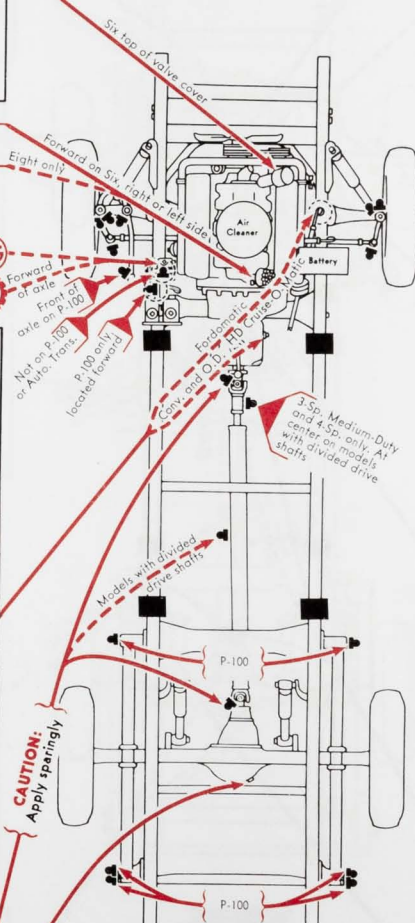 Six top of valve cover
Forward on Six, right or left side
Eight only
Air
Cleaner
Battery
Forward
of axle
Front of
axle on P-100
Not on P-100
or Auto. Trans.
P-100 only
located forward
Fordomatic
Conv. and O.D. HD Cruise-O-Matic
3-Sp. Medium-Duty
and 4-Sp. only. At
center on models
with divided drive
shafts
Models with divided
drive shafts
P-100
CAUTION:
Apply sparingly
P-100